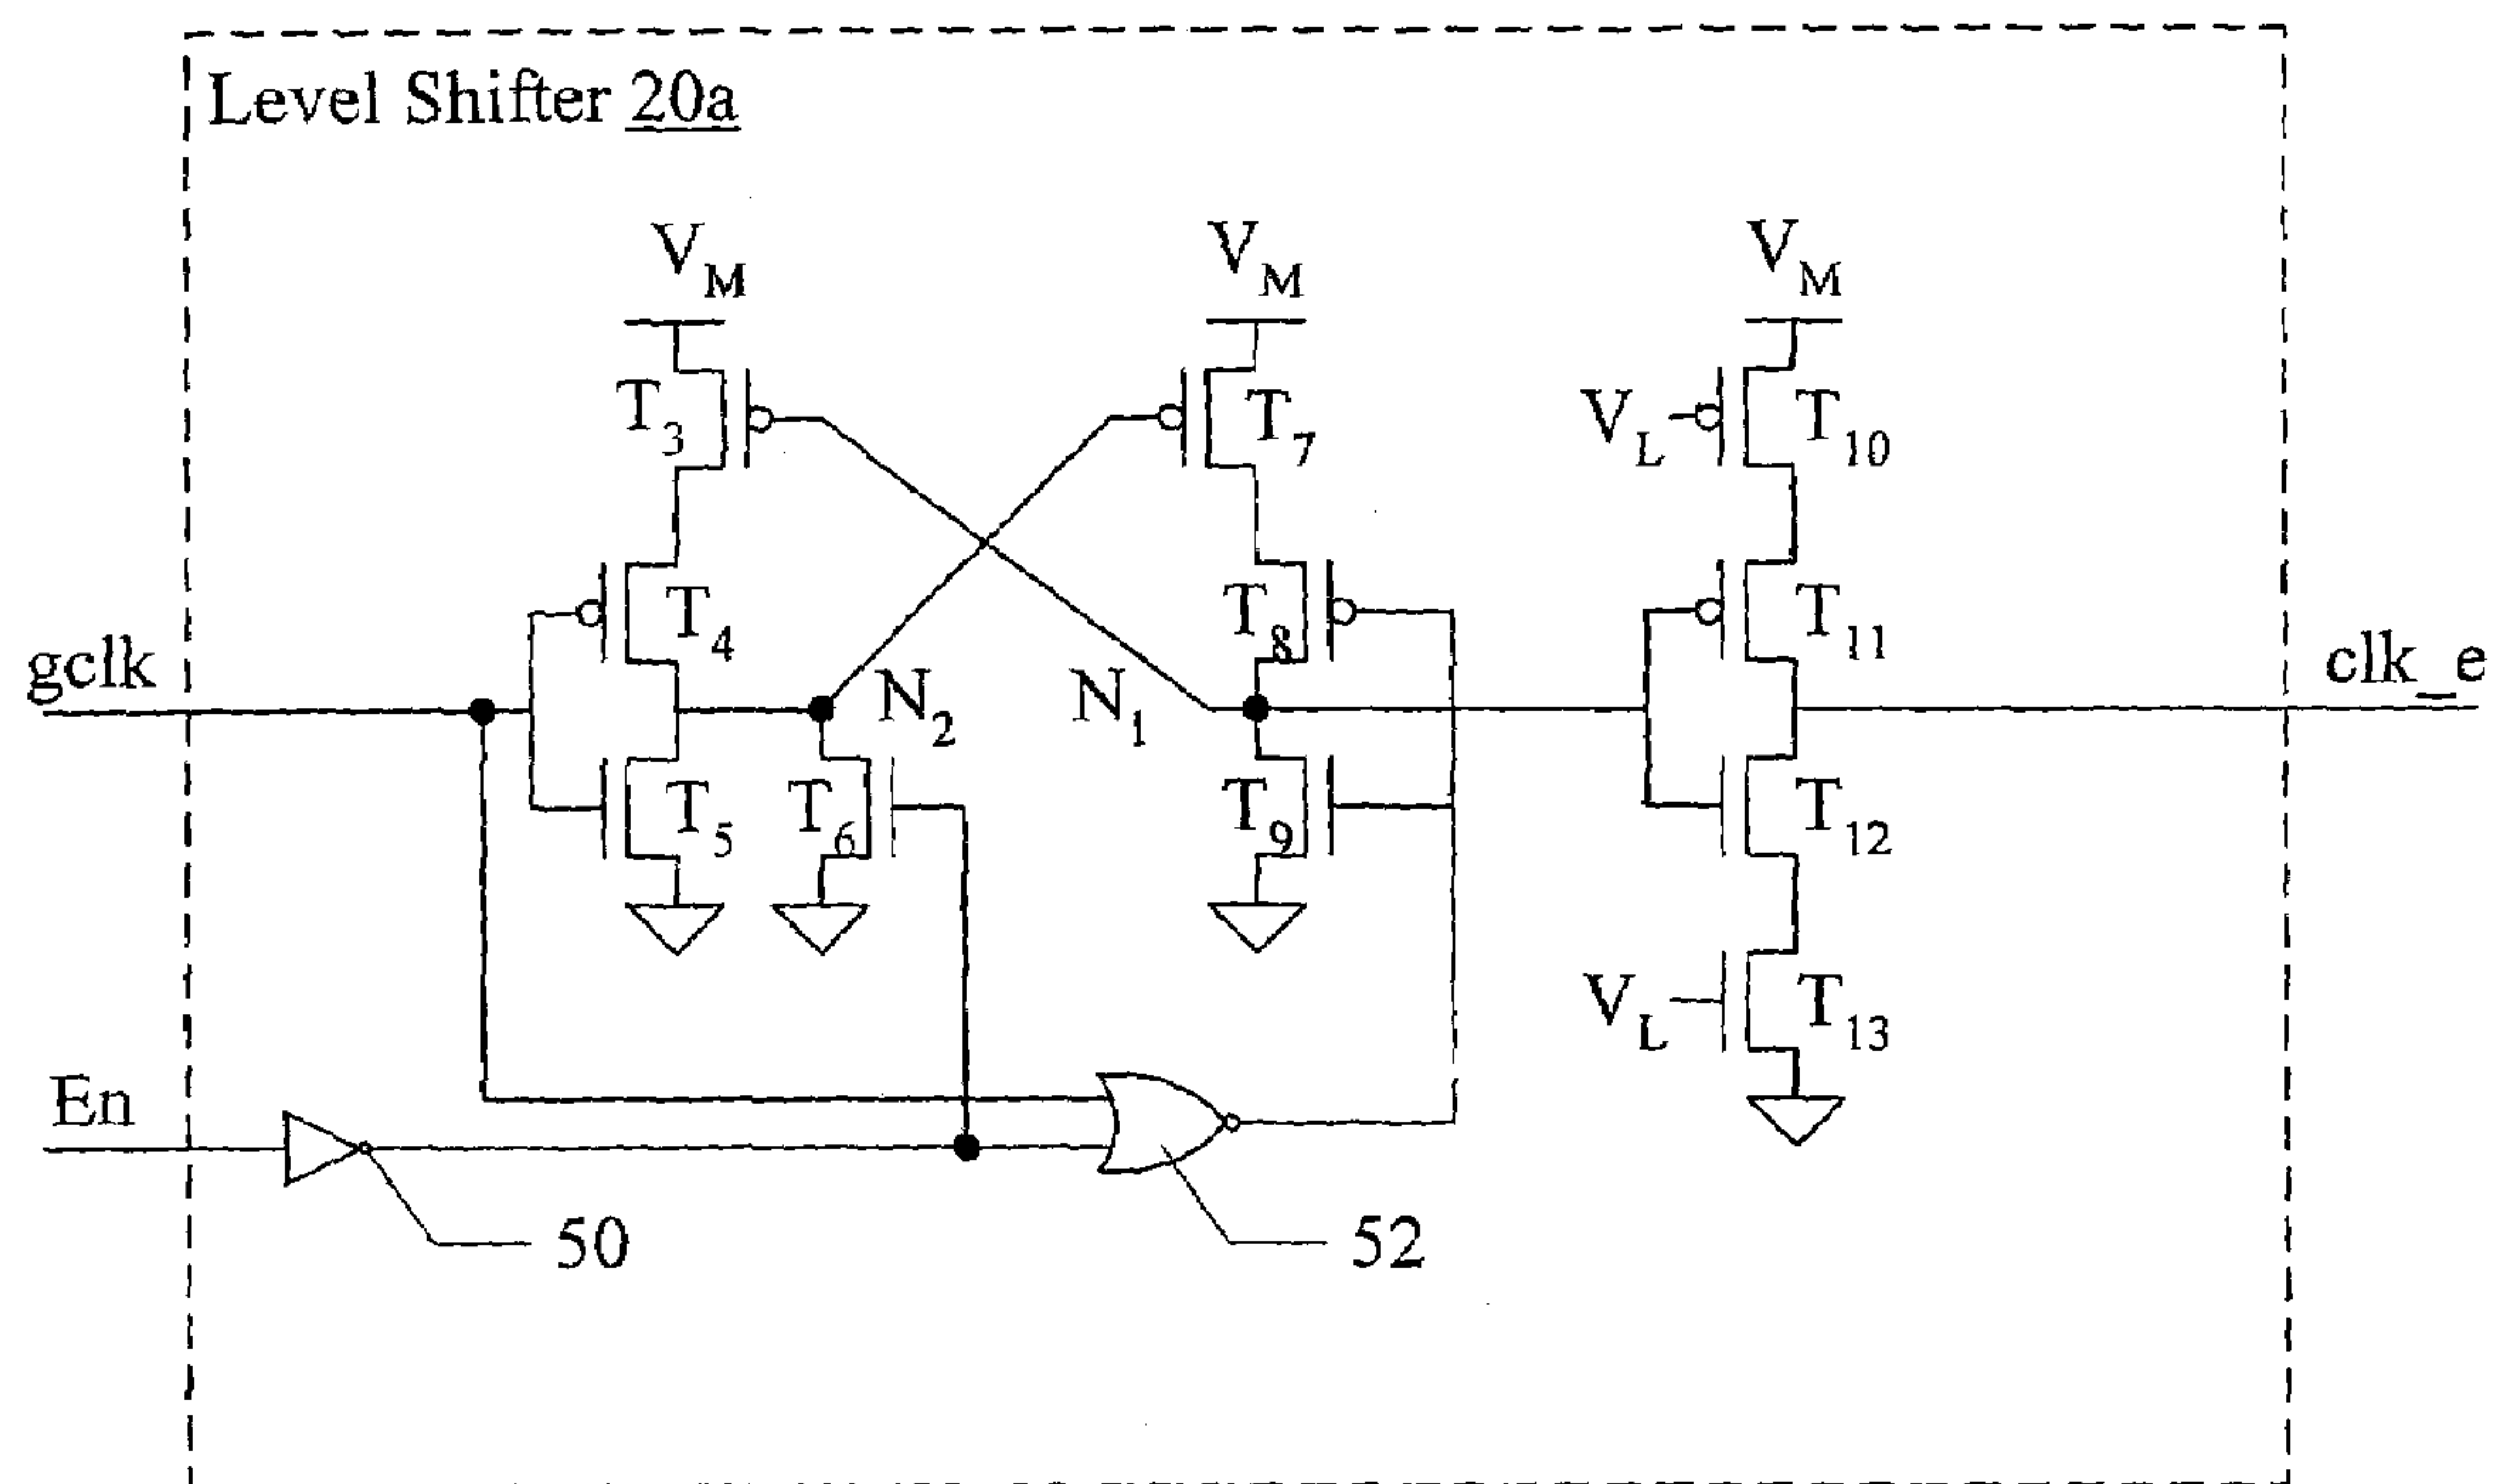 Level Shifter 20a
V_M V_M V_M
T_3 T_7 V_L T_10
T_4 T_8 T_11
gclk N_2 N_1 clk_e
T_5 T_6 T_9 T_12
V_L T_13
En
50 52